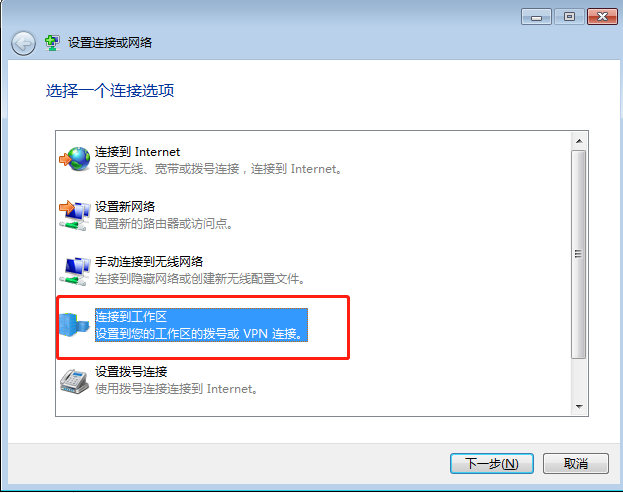 设置连接或网络
选择一个连接选项
连接到 Internet
设置无线、宽带或拨号连接，连接到 Internet。
设置新网络
配置新的路由器或访问点。
手动连接到无线网络
连接到隐藏网络或创建新无线配置文件。
连接到工作区
设置到您的工作区的拨号或 VPN 连接。
设置拨号连接
使用拨号连接连接到 Internet。
下一步(N)
取消